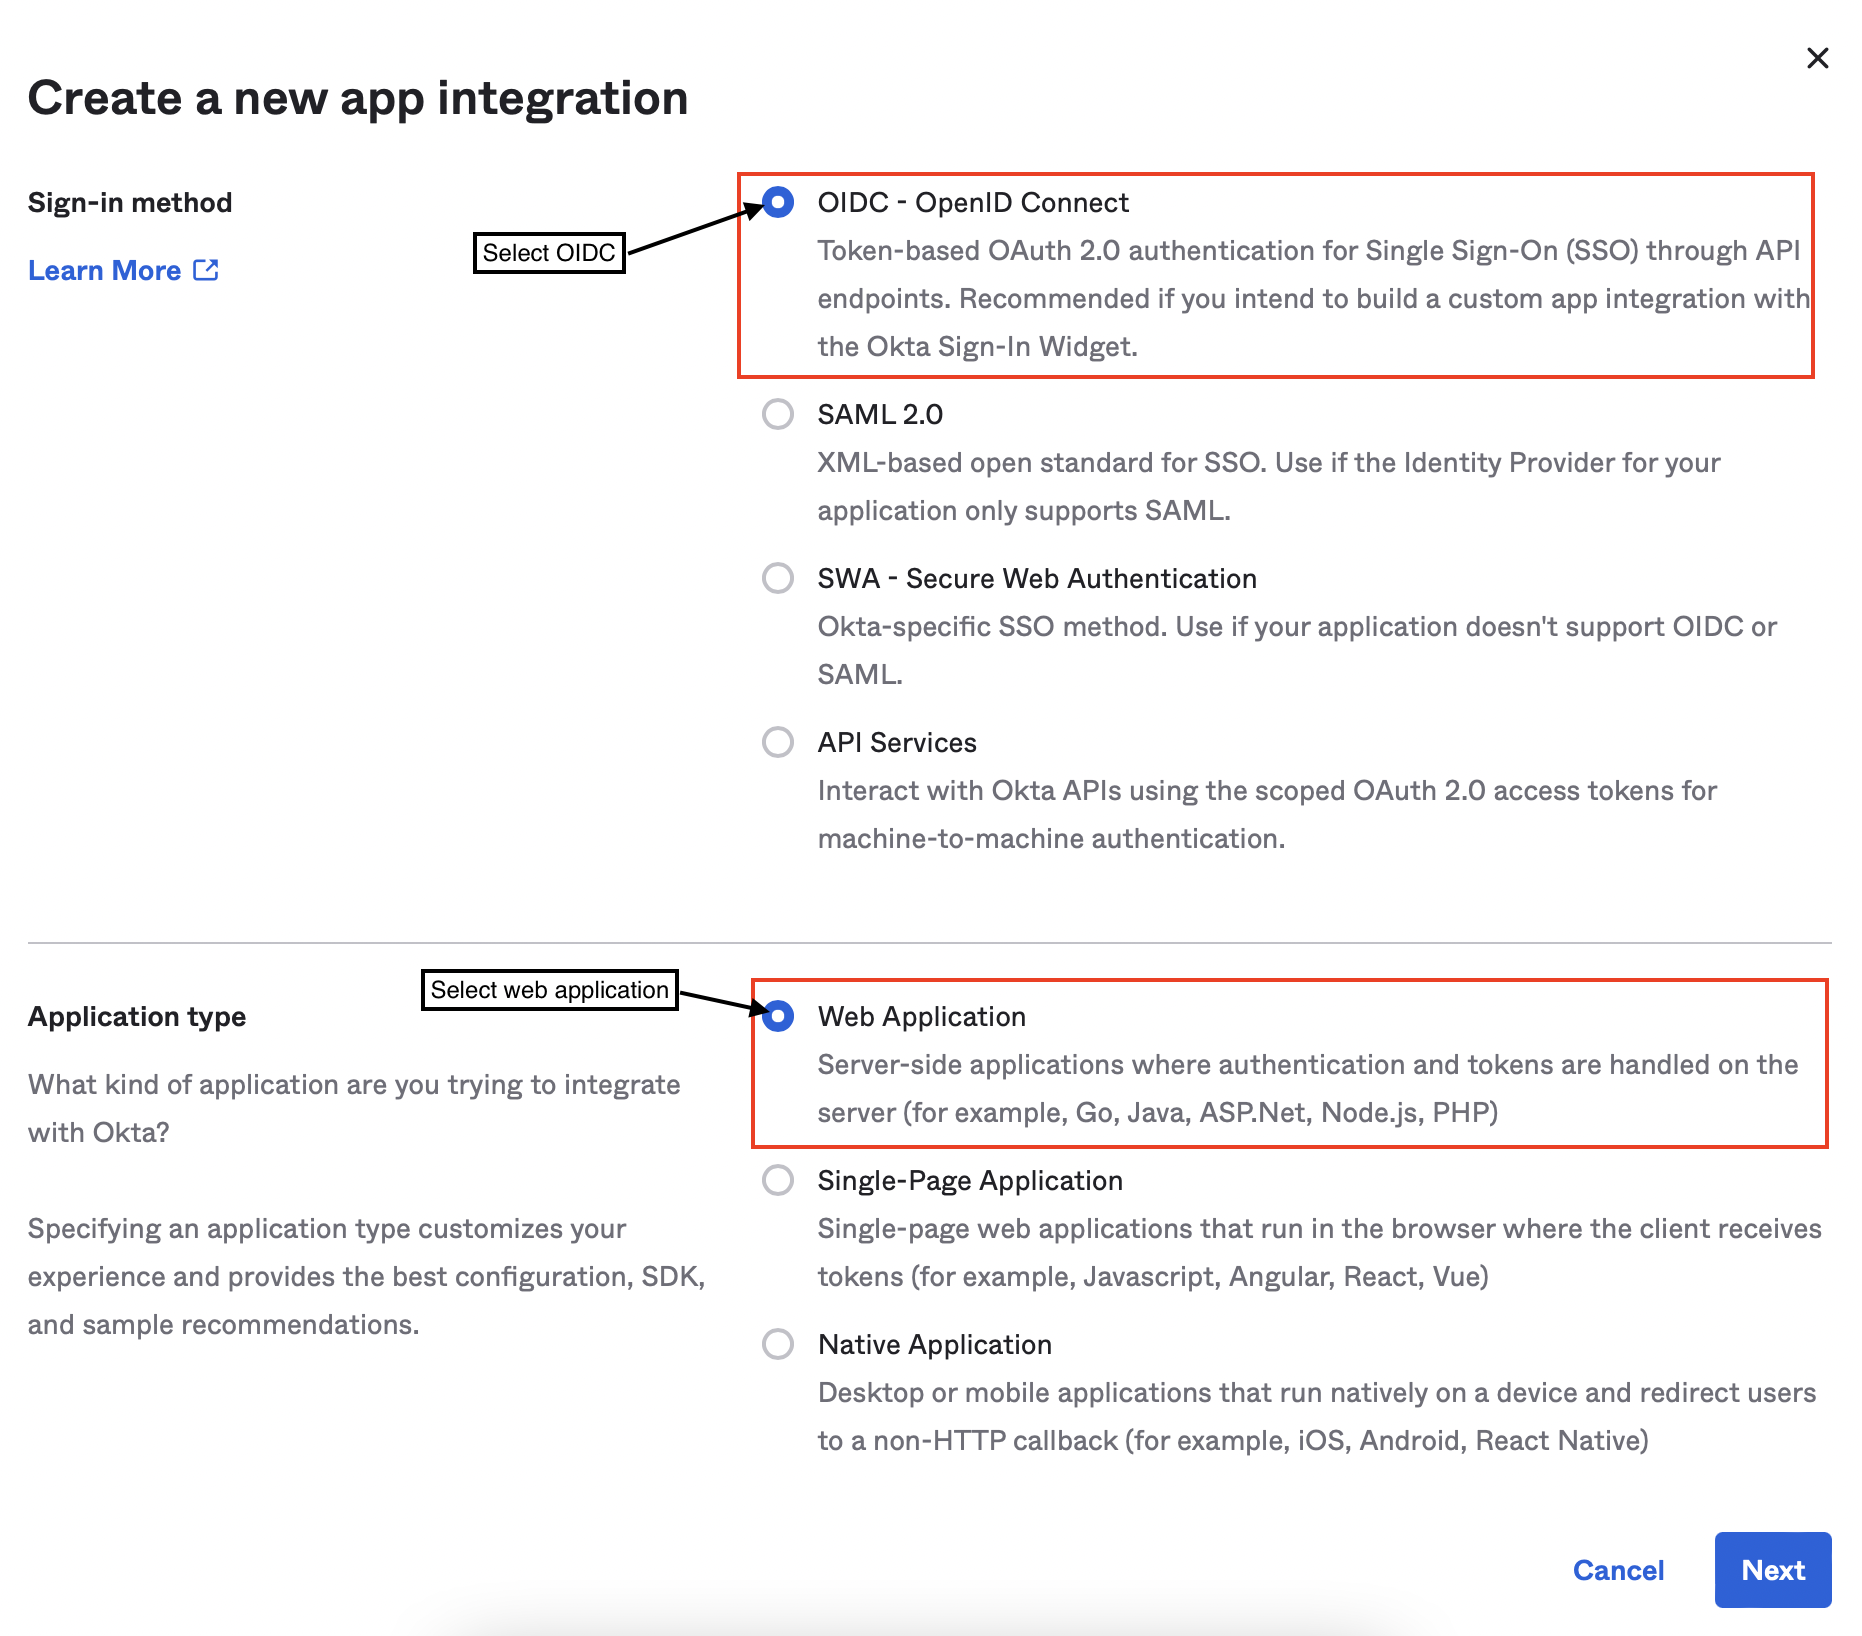 Create a new app integration
Sign-in method
Learn More
Select OIDC
OIDC - OpenID Connect
Token-based OAuth 2.0 authentication for Single Sign-On (SSO) through API
endpoints. Recommended if you intend to build a custom app integration with
the Okta Sign-In Widget.
SAML 2.0
XML-based open standard for SSO. Use if the Identity Provider for your
application only supports SAML.
SWA - Secure Web Authentication
Okta-specific SSO method. Use if your application doesn't support OIDC or
SAML.
API Services
Interact with Okta APIs using the scoped OAuth 2.0 access tokens for
machine-to-machine authentication.
Application type
What kind of application are you trying to integrate
with Okta?
Specifying an application type customizes your
experience and provides the best configuration, SDK,
and sample recommendations.
Select web application
Web Application
Server-side applications where authentication and tokens are handled on the
server (for example, Go, Java, ASP.Net, Node.js, PHP)
Single-Page Application
Single-page web applications that run in the browser where the client receives
tokens (for example, Javascript, Angular, React, Vue)
Native Application
Desktop or mobile applications that run natively on a device and redirect users
to a non-HTTP callback (for example, iOS, Android, React Native)
Cancel
Next